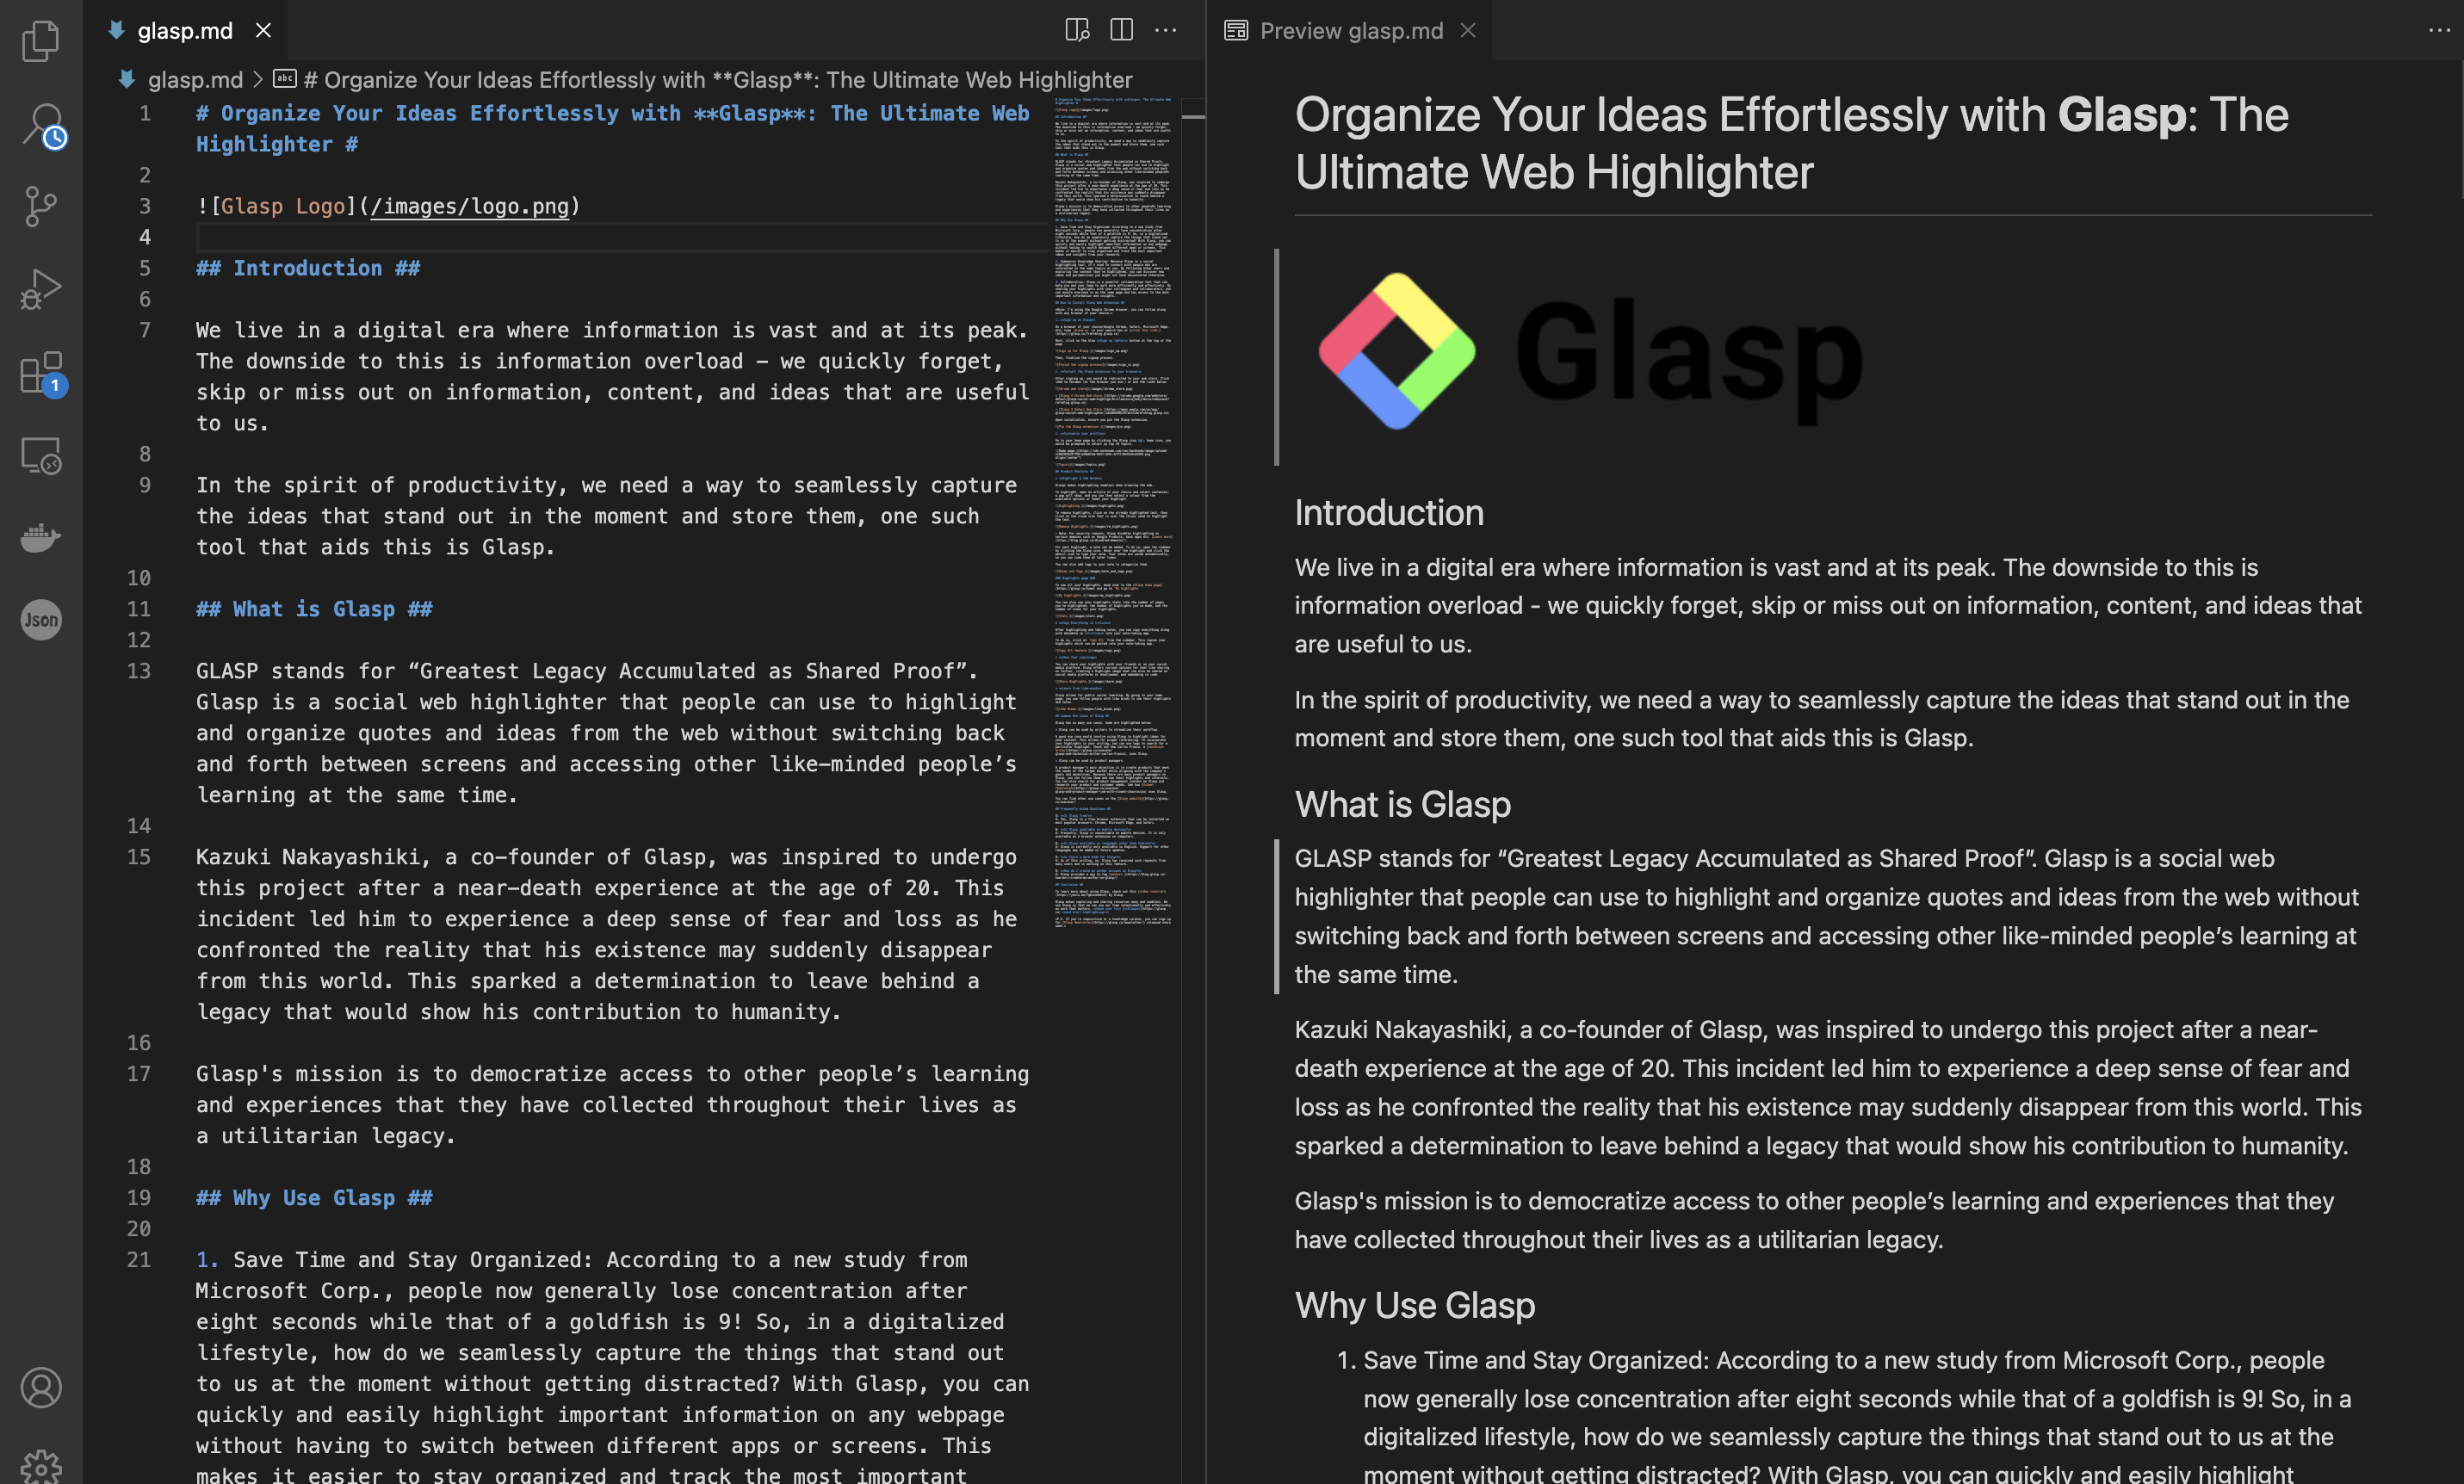 glasp.md
glasp.md > # Organize Your Ideas Effortlessly with **Glasp**: The Ultimate Web Highlighter
1 # Organize Your Ideas Effortlessly with **Glasp**: The Ultimate Web
Highlighter #
2
3 ![Glasp Logo](/images/logo.png)
4
5 ## Introduction ##
6
7 We live in a digital era where information is vast and at its peak.
The downside to this is information overload - we quickly forget,
skip or miss out on information, content, and ideas that are useful
to us.
8
9 In the spirit of productivity, we need a way to seamlessly capture
the ideas that stand out in the moment and store them, one such
tool that aids this is Glasp.
10
11 ## What is Glasp ##
12
13 GLASP stands for “Greatest Legacy Accumulated as Shared Proof”.
Glasp is a social web highlighter that people can use to highlight
and organize quotes and ideas from the web without switching back
and forth between screens and accessing other like-minded people’s
learning at the same time.
14
15 Kazuki Nakayashiki, a co-founder of Glasp, was inspired to undergo
this project after a near-death experience at the age of 20. This
incident led him to experience a deep sense of fear and loss as he
confronted the reality that his existence may suddenly disappear
from this world. This sparked a determination to leave behind a
legacy that would show his contribution to humanity.
16
17 Glasp's mission is to democratize access to other people’s learning
and experiences that they have collected throughout their lives as
a utilitarian legacy.
18
19 ## Why Use Glasp ##
20
21 1. Save Time and Stay Organized: According to a new study from
Microsoft Corp., people now generally lose concentration after
eight seconds while that of a goldfish is 9! So, in a digitalized
lifestyle, how do we seamlessly capture the things that stand out
to us at the moment without getting distracted? With Glasp, you can
quickly and easily highlight important information on any webpage
without having to switch between different apps or screens. This
makes it easier to stay organized and track the most important
1
Json
Preview glasp.md
Organize Your Ideas Effortlessly with Glasp: The
Ultimate Web Highlighter
Glasp
Introduction
We live in a digital era where information is vast and at its peak. The downside to this is
information overload - we quickly forget, skip or miss out on information, content, and ideas that
are useful to us.
In the spirit of productivity, we need a way to seamlessly capture the ideas that stand out in the
moment and store them, one such tool that aids this is Glasp.
What is Glasp
GLASP stands for “Greatest Legacy Accumulated as Shared Proof”. Glasp is a social web
highlighter that people can use to highlight and organize quotes and ideas from the web without
switching back and forth between screens and accessing other like-minded people’s learning at
the same time.
Kazuki Nakayashiki, a co-founder of Glasp, was inspired to undergo this project after a near-
death experience at the age of 20. This incident led him to experience a deep sense of fear and
loss as he confronted the reality that his existence may suddenly disappear from this world. This
sparked a determination to leave behind a legacy that would show his contribution to humanity.
Glasp's mission is to democratize access to other people’s learning and experiences that they
have collected throughout their lives as a utilitarian legacy.
Why Use Glasp
1. Save Time and Stay Organized: According to a new study from Microsoft Corp., people
now generally lose concentration after eight seconds while that of a goldfish is 9! So, in a
digitalized lifestyle, how do we seamlessly capture the things that stand out to us at the
moment without getting distracted? With Glasp, you can quickly and easily highlight